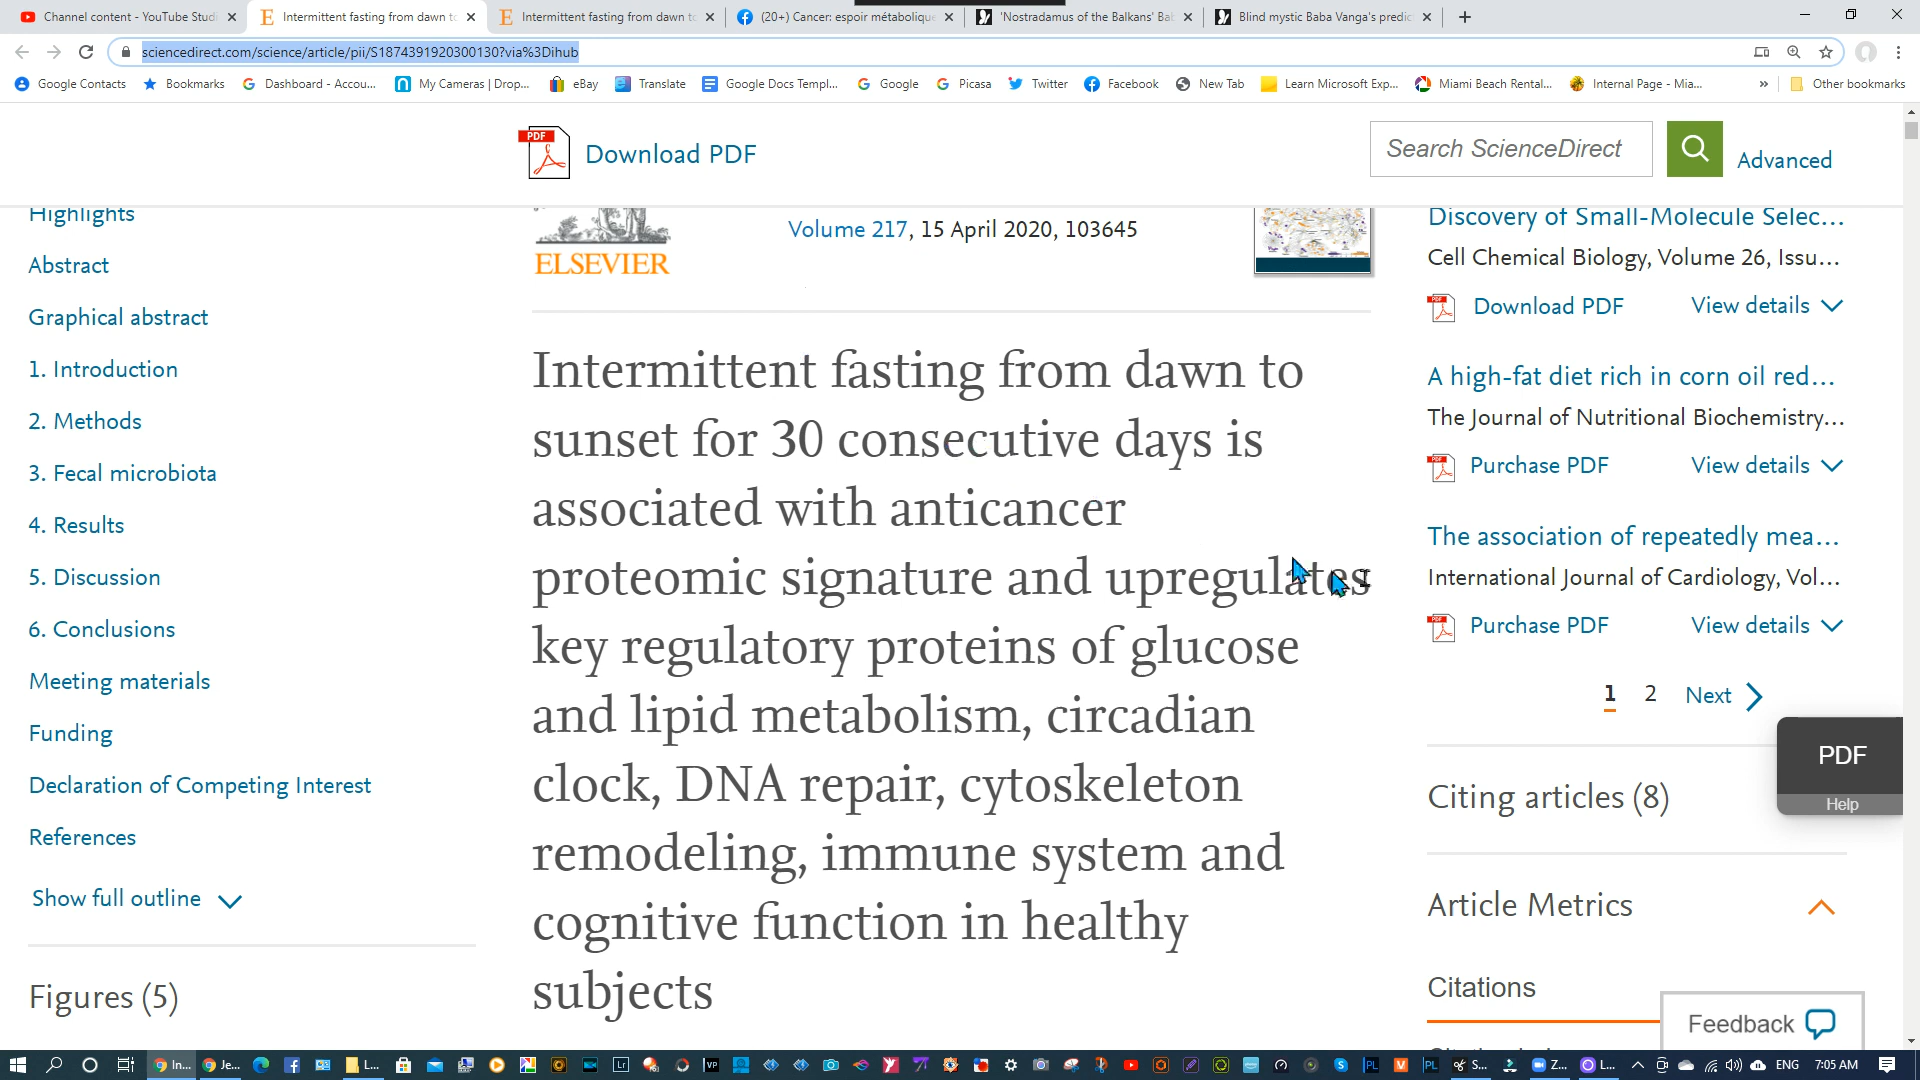 Channel content - YouTube Studi
Intermittent fasting from dawn to
Intermittent fasting from dawn to
(20+) Cancer: espoir métabolique
'Nostradamus of the Balkans' Ba
Blind mystic Baba Vanga's predic
sciencedirect.com/science/article/pii/S1874391920300130?via%3Dihub
Google Contacts
Bookmarks
Dashboard - Accou...
My Cameras | Drop...
eBay
Translate
Google Docs Templ...
Google
Picasa
Twitter
Facebook
New Tab
Learn Microsoft Exp...
Miami Beach Rental...
Internal Page - Mia...
»
Other bookmarks
PDF
Download PDF
Search ScienceDirect
Advanced
Highlights
Abstract
Graphical abstract
1. Introduction
2. Methods
3. Fecal microbiota
4. Results
5. Discussion
6. Conclusions
Meeting materials
Funding
Declaration of Competing Interest
References
Show full outline
Figures (5)
ELSEVIER
Volume 217, 15 April 2020, 103645
Intermittent fasting from dawn to
sunset for 30 consecutive days is
associated with anticancer
proteomic signature and upregulates
key regulatory proteins of glucose
and lipid metabolism, circadian
clock, DNA repair, cytoskeleton
remodeling, immune system and
cognitive function in healthy
subjects
Discovery of Small-Molecule Selec...
Cell Chemical Biology, Volume 26, Issu...
Download PDF
View details
A high-fat diet rich in corn oil red...
The Journal of Nutritional Biochemistry...
Purchase PDF
View details
The association of repeatedly mea...
International Journal of Cardiology, Vol...
Purchase PDF
View details
1 2 Next
PDF
Help
Citing articles (8)
Article Metrics
Citations
Feedback
In...
Je...
L...
S...
Z...
L...
ENG
7:05 AM